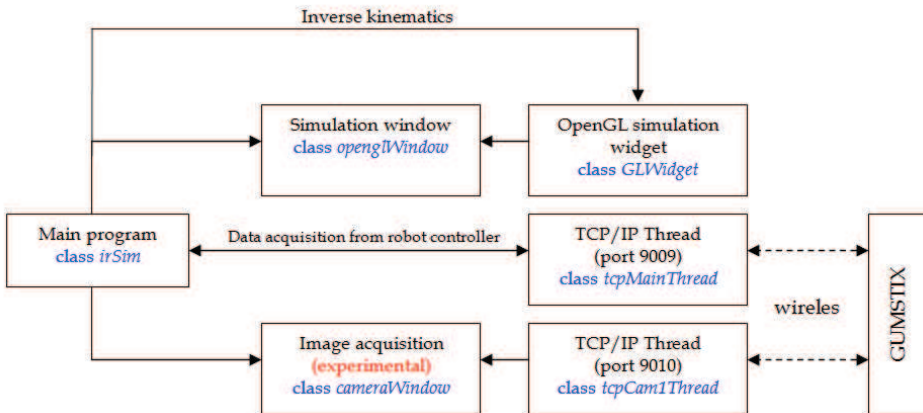 Inverse kinematics
Simulation window
class openglWindow
OpenGL simulation
widget
class GLWidget
Main program
class irSim
Data acquisition from robot controller
TCP/IP Thread
(port 9009)
class tcpMainThread
wireles
GUMSTIX
Image acquisition
(experimental)
class cameraWindow
TCP/IP Thread
(port 9010)
class tcpCam1Thread